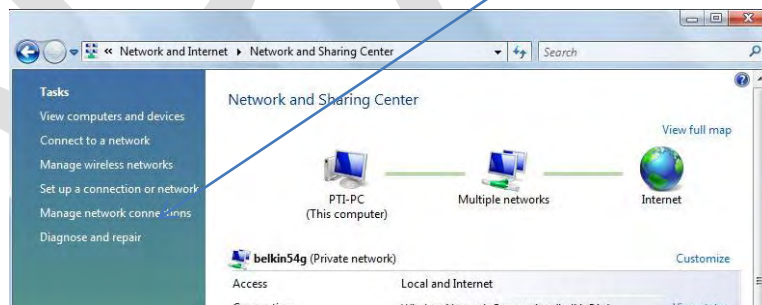 « Network and Internet ▸ Network and Sharing Center
Search
Tasks
View computers and devices
Connect to a network
Manage wireless networks
Set up a connection or network
Manage network connections
Diagnose and repair
Network and Sharing Center
View full map
PTI-PC
(This computer)
Multiple networks
Internet
belkin54g (Private network)
Customize
Access
Local and Internet